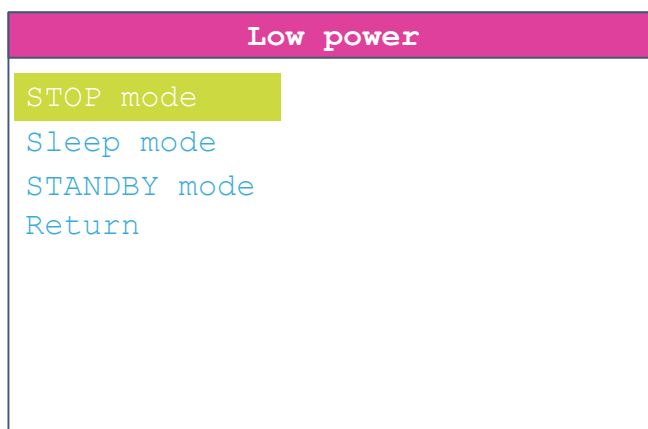 Low power
STOP mode
Sleep mode
STANDBY mode
Return